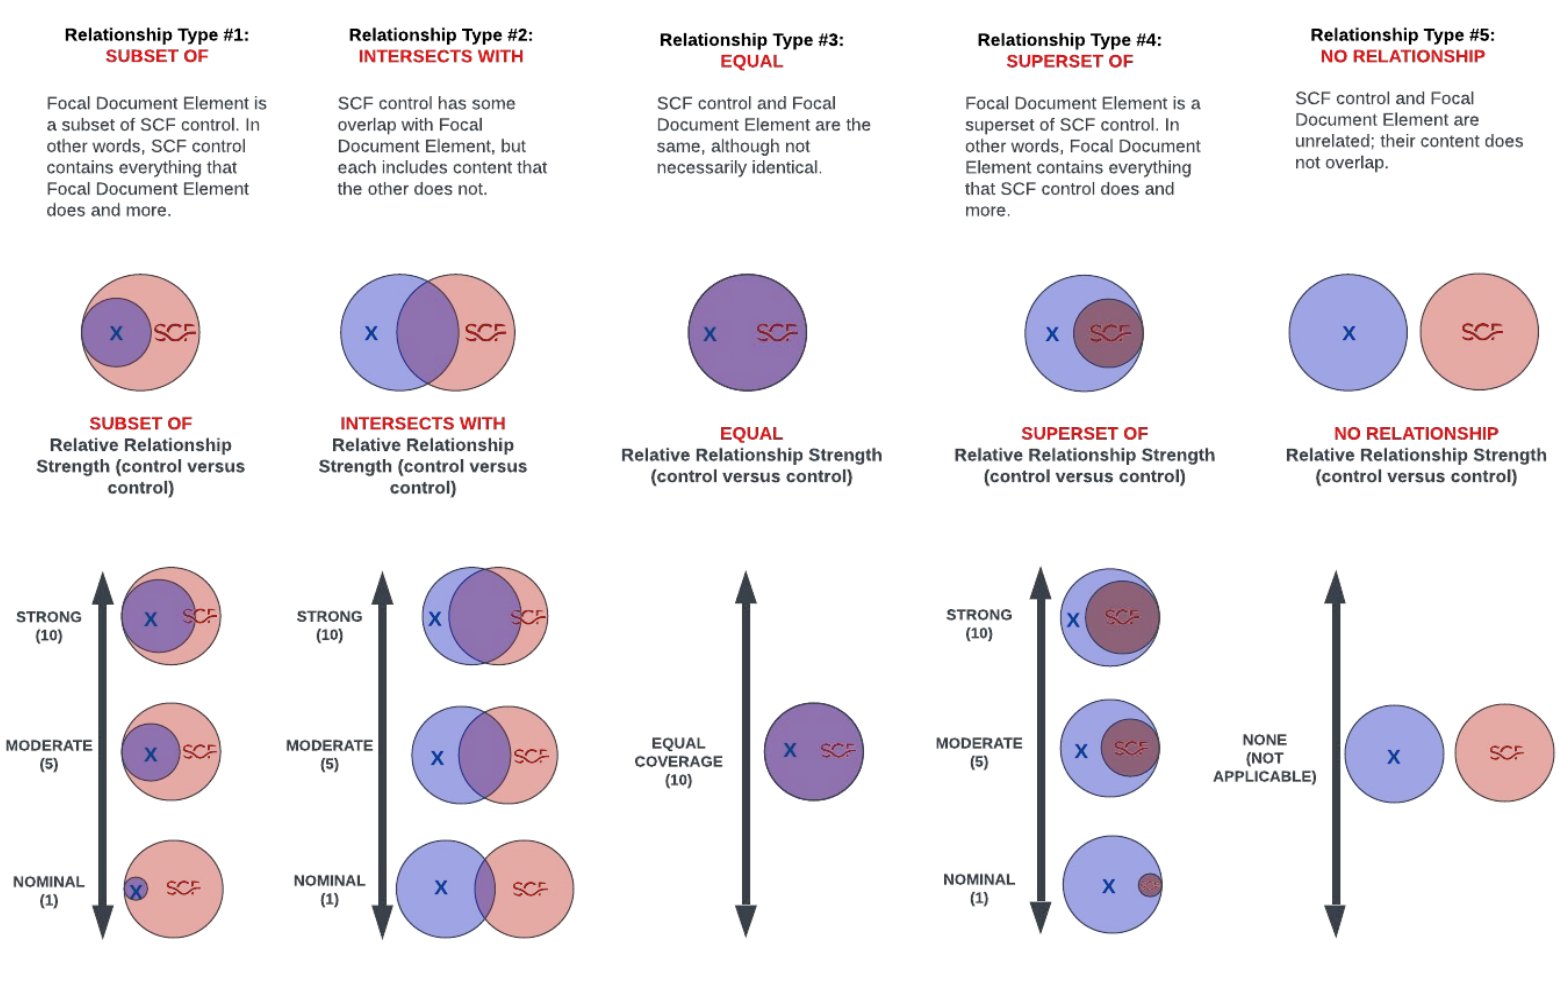 Relationship Type #1:
SUBSET OF
Focal Document Element is
a subset of SCF control. In
other words, SCF control
contains everything that
Focal Document Element
does and more.
X
SCF
SUBSET OF
Relative Relationship
Strength (control versus
control)
STRONG
(10)
X
SCF
MODERATE
(5)
X
SCF
NOMINAL
(1)
X
SCF
Relationship Type #2:
INTERSECTS WITH
SCF control has some
overlap with Focal
Document Element, but
each includes content that
the other does not.
X
SCF
INTERSECTS WITH
Relative Relationship
Strength (control versus
control)
STRONG
(10)
X
SCF
MODERATE
(5)
X
SCF
NOMINAL
(1)
X
SCF
Relationship Type #3:
EQUAL
SCF control and Focal
Document Element are the
same, although not
necessarily identical.
X
SCF
EQUAL
Relative Relationship Strength
(control versus control)
EQUAL
COVERAGE
(10)
X
SCF
Relationship Type #4:
SUPERSET OF
Focal Document Element is a
superset of SCF control. In
other words, Focal Document
Element contains everything
that SCF control does and
more.
X
SCF
SUPERSET OF
Relative Relationship Strength
(control versus control)
STRONG
(10)
X
SCF
MODERATE
(5)
X
SCF
NOMINAL
(1)
X
SCF
Relationship Type #5:
NO RELATIONSHIP
SCF control and Focal
Document Element are
unrelated; their content does
not overlap.
X
SCF
NO RELATIONSHIP
Relative Relationship Strength
(control versus control)
NONE
(NOT
APPLICABLE)
X
SCF